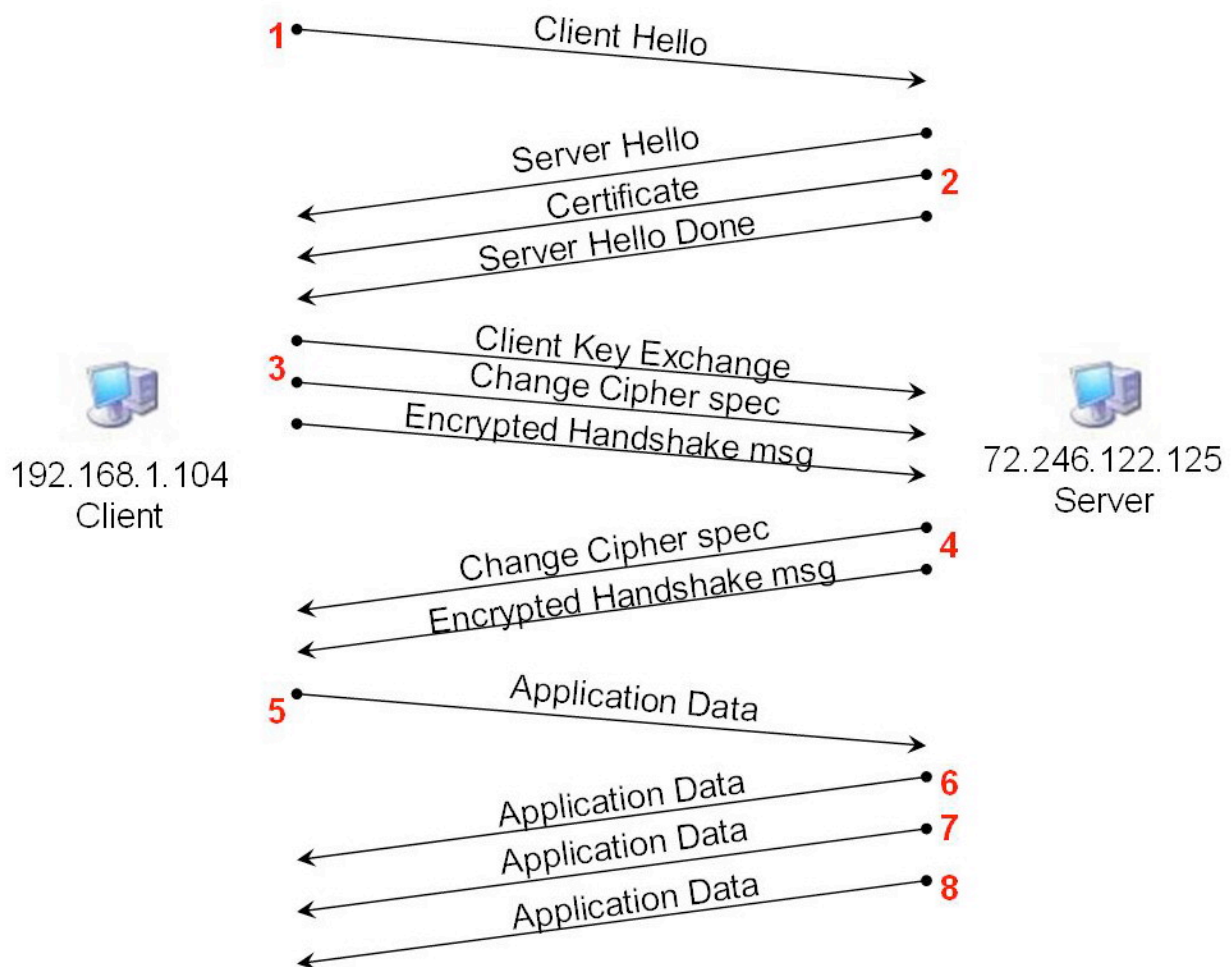 1
Client Hello
Server Hello
2
Certificate
Server Hello Done
Client Key Exchange
3
Change Cipher spec
Encrypted Handshake msg
192.168.1.104
Client
72.246.122.125
Server
Change Cipher spec
4
Encrypted Handshake msg
5
Application Data
6
Application Data
7
Application Data
8
Application Data